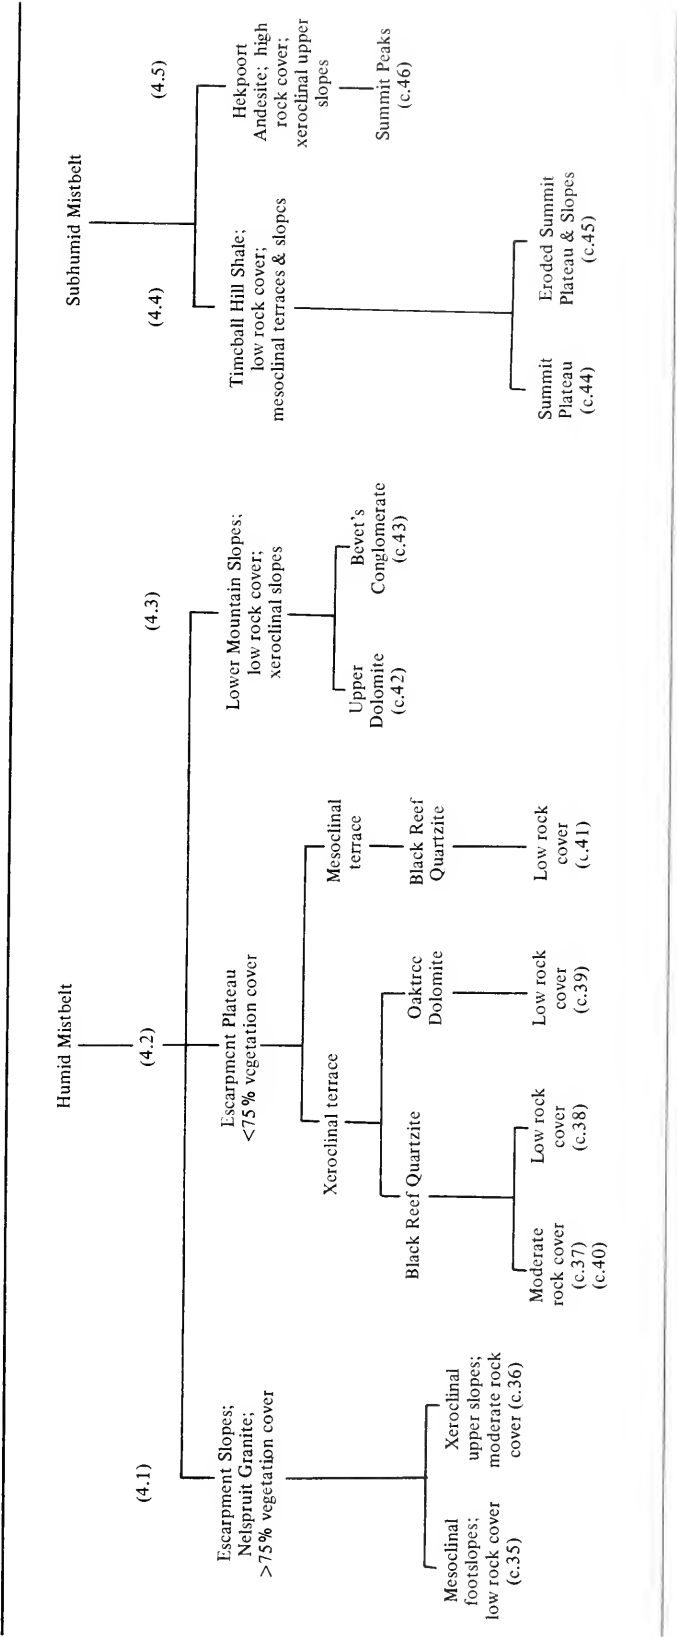 Humid Mistbelt
Subhumid Mistbelt
(4.1)
(4.2)
(4.3)
(4.4)
(4.5)
Escarpment Slopes;
Nelspruit Granite;
>75% vegetation cover
Escarpment Plateau
<75% vegetation cover
Lower Mountain Slopes;
low rock cover;
xeroclinal slopes
Timeball Hill Shale;
low rock cover;
mesoclinal terraces & slopes
Hekpoort
Andesite; high
rock cover;
xeroclinal upper
slopes
Xeroclinal terrace
Mesoclinal
terrace
Upper
Dolomite
(c.42)
Bevet's
Conglomerate
(c.43)
Summit Peaks
(c.46)
Black Reef Quartzite
Oaktree
Dolomite
Black Reef
Quartzite
Mesoclinal
footslopes;
low rock cover
(c.35)
Xeroclinal
upper slopes;
moderate rock
cover (c.36)
Moderate
rock cover
(c.37)
(c.40)
Low rock
cover
(c.38)
Low rock
cover
(c.39)
Low rock
cover
(c.41)
Summit
Plateau
(c.44)
Eroded Summit
Plateau & Slopes
(c.45)